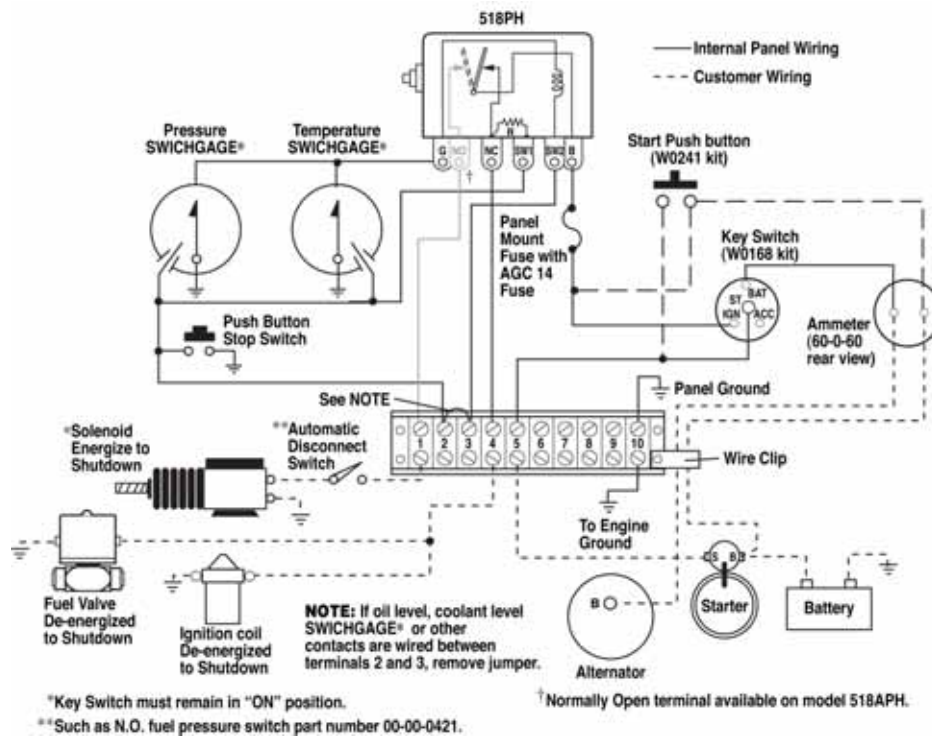 518PH
Internal Panel Wiring
Customer Wiring
Pressure
SWICHGAGE®
Temperature
SWICHGAGE®
G NO NC SW1 SW2 B
R
†
Start Push button
(W0241 kit)
Panel
Mount
Fuse with
AGC 14
Fuse
Key Switch
(W0168 kit)
ST BAT
IGN ACC
Ammeter
(60-0-60
rear view)
Push Button
Stop Switch
See NOTE
Panel Ground
1 2 3 4 5 6 7 8 9 10
*Solenoid
Energize to
Shutdown
**Automatic
Disconnect
Switch
Wire Clip
To Engine
Ground
Fuel Valve
De-energized
to Shutdown
Ignition coil
De-energized
to Shutdown
NOTE: If oil level, coolant level
SWICHGAGE® or other
contacts are wired between
terminals 2 and 3, remove jumper.
B
Alternator
S B
Starter
Battery
*Key Switch must remain in “ON” position.
†Normally Open terminal available on model 518APH.
**Such as N.O. fuel pressure switch part number 00-00-0421.